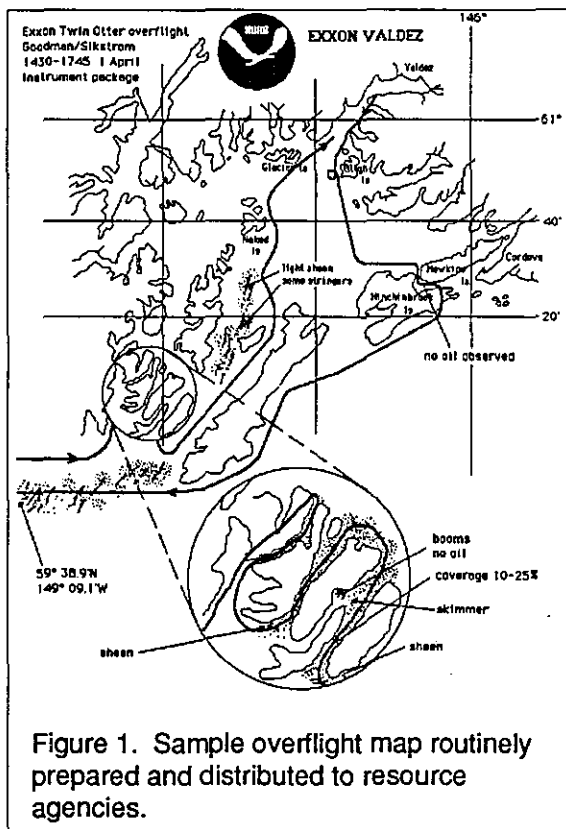 Exxon Twin Otter overflight
Goodman/Sikstrom
1430-1745 1 April
Instrument package
EXXON VALDEZ
146°
Valdez
61°
Glacier Is
Bligh Is
40°
Naked Is
light sheen
some stringers
Hawkins Is
Cordova
Hinchinbrook Is
20'
no oil observed
59° 38.9'N
149° 09.1'W
booms
no oil
coverage 10-25%
skimmer
sheen
sheen
Figure 1. Sample overflight map routinely
prepared and distributed to resource
agencies.